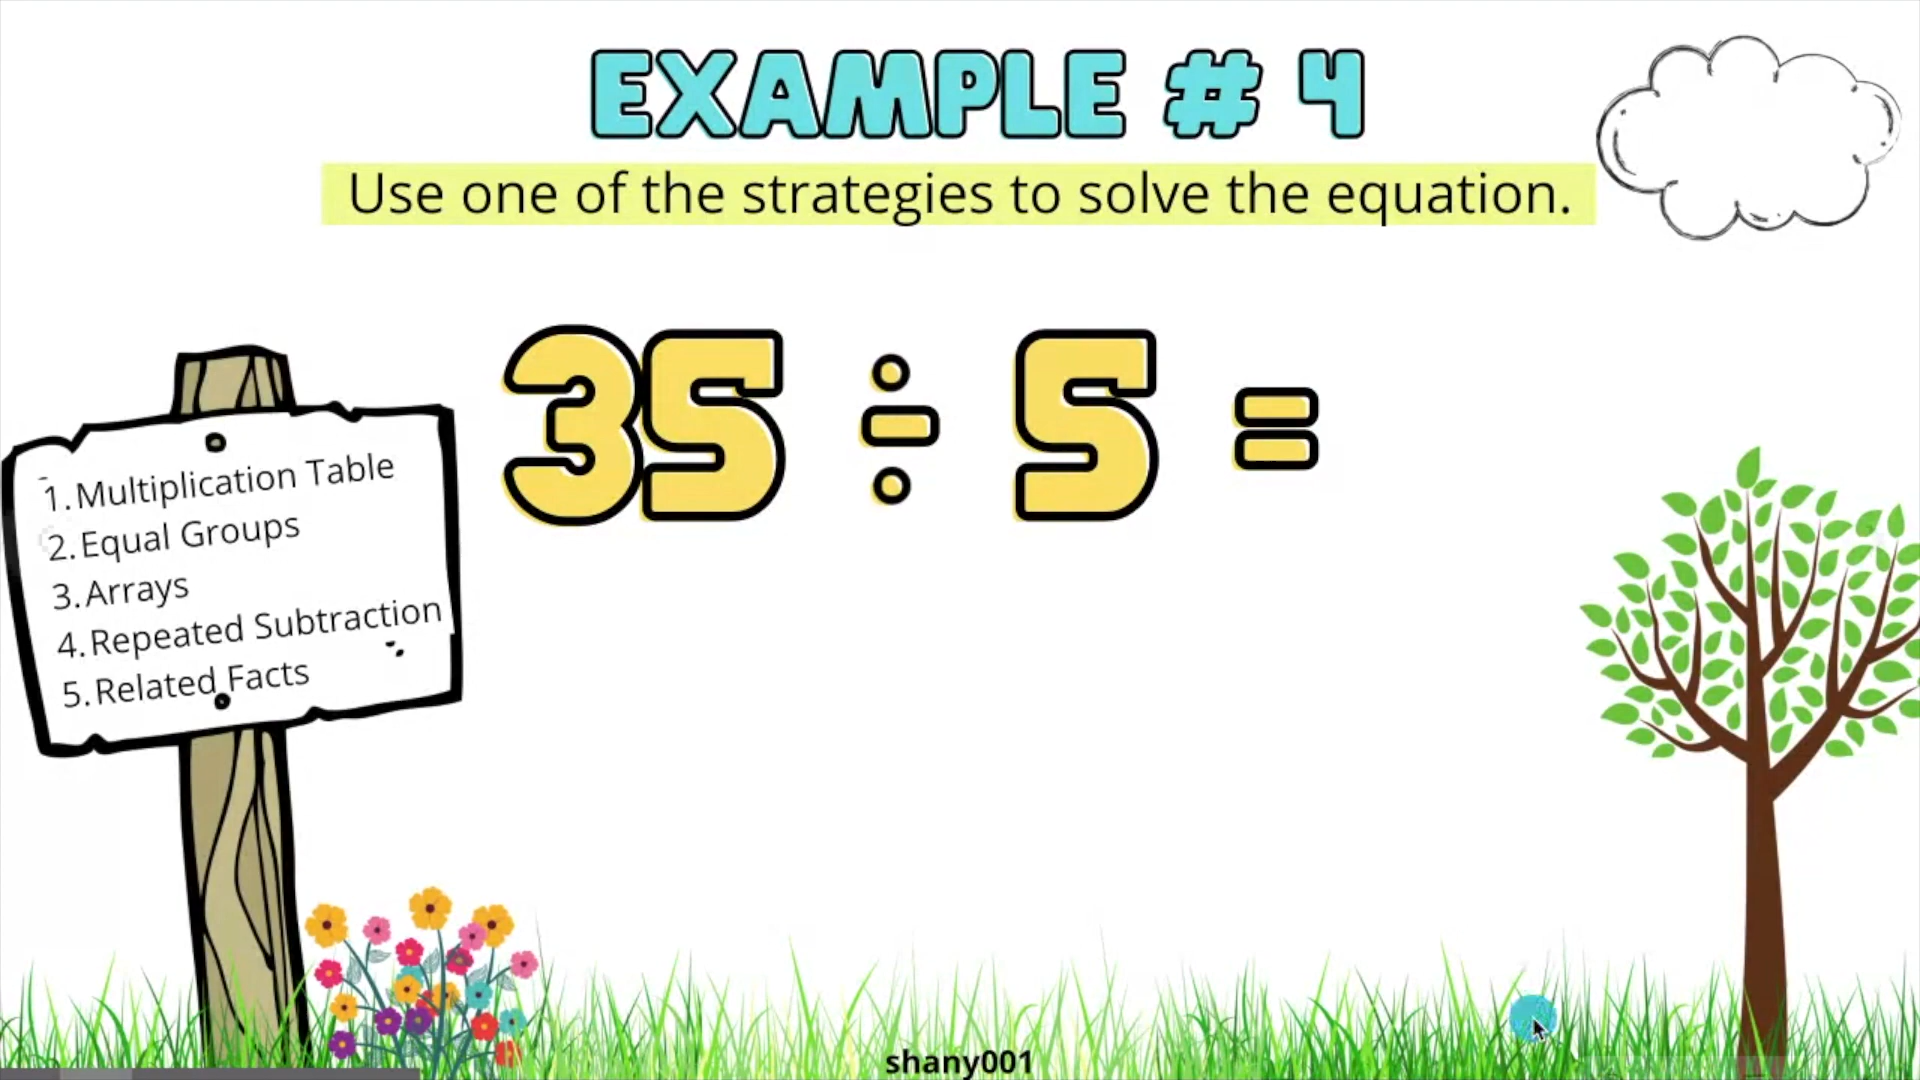 EXAMPLE # 4
Use one of the strategies to solve the equation.
35 ÷ 5 =
1. Multiplication Table
2. Equal Groups
3. Arrays
4. Repeated Subtraction
5. Related Facts
shany001